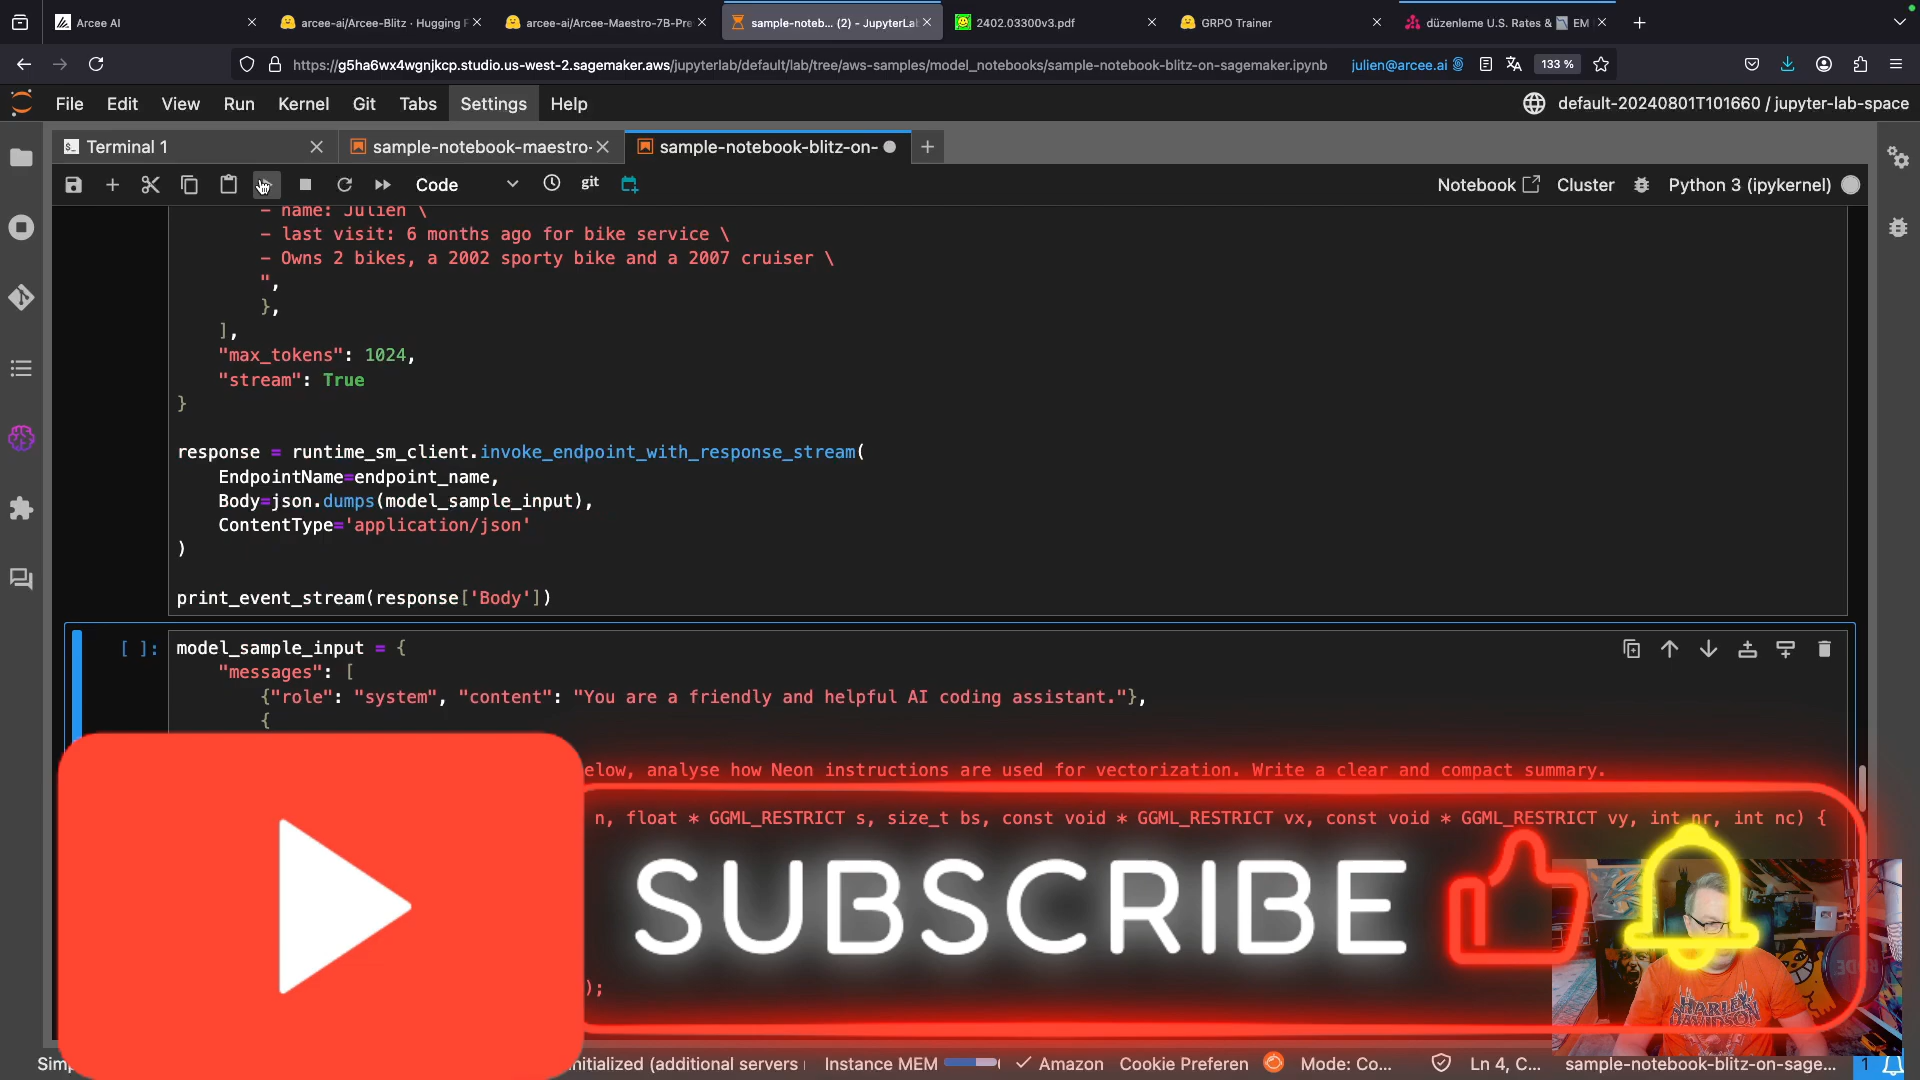 Arcee AI
arcee-ai/Arcee-Blitz · Hugging F
arcee-ai/Arcee-Maestro-7B-Pre
sample-noteb... (2) - JupyterLa
2402.03300v3.pdf
GRPO Trainer
düzenleme U.S. Rates & EM
https://g5ha6wx4wgnjkcp.studio.us-west-2.sagemaker.aws/jupyterlab/default/lab/tree/aws-samples/model_notebooks/sample-notebook-blitz-on-sagemaker.ipynb
julien@arcee.ai
133 %
File Edit View Run Kernel Git Tabs Settings Help
default-20240801T101660 / jupyter-lab-space
Terminal 1
sample-notebook-maestro-
sample-notebook-blitz-on-
Code
git
Notebook
Cluster
Python 3 (ipykernel)
- name: Julien \
- last visit: 6 months ago for bike service \
- Owns 2 bikes, a 2002 sporty bike and a 2007 cruiser \
",
},
],
"max_tokens": 1024,
"stream": True
}
response = runtime_sm_client.invoke_endpoint_with_response_stream(
EndpointName=endpoint_name,
Body=json.dumps(model_sample_input),
ContentType='application/json'
)
print_event_stream(response['Body'])
[ ]:
model_sample_input = {
"messages": [
{"role": "system", "content": "You are a friendly and helpful AI coding assistant."},
{
elow, analyse how Neon instructions are used for vectorization. Write a clear and compact summary.
n, float * GGML_RESTRICT s, size_t bs, const void * GGML_RESTRICT vx, const void * GGML_RESTRICT vy, int nr, int nc) {
SUBSCRIBE
);
HARLEY
DAVIDSON
Simp
nitialized (additional servers
Instance MEM
Amazon
Cookie Preferen
Mode: Co...
Ln 4, C...
sample-notebook-blitz-on-sage...
1